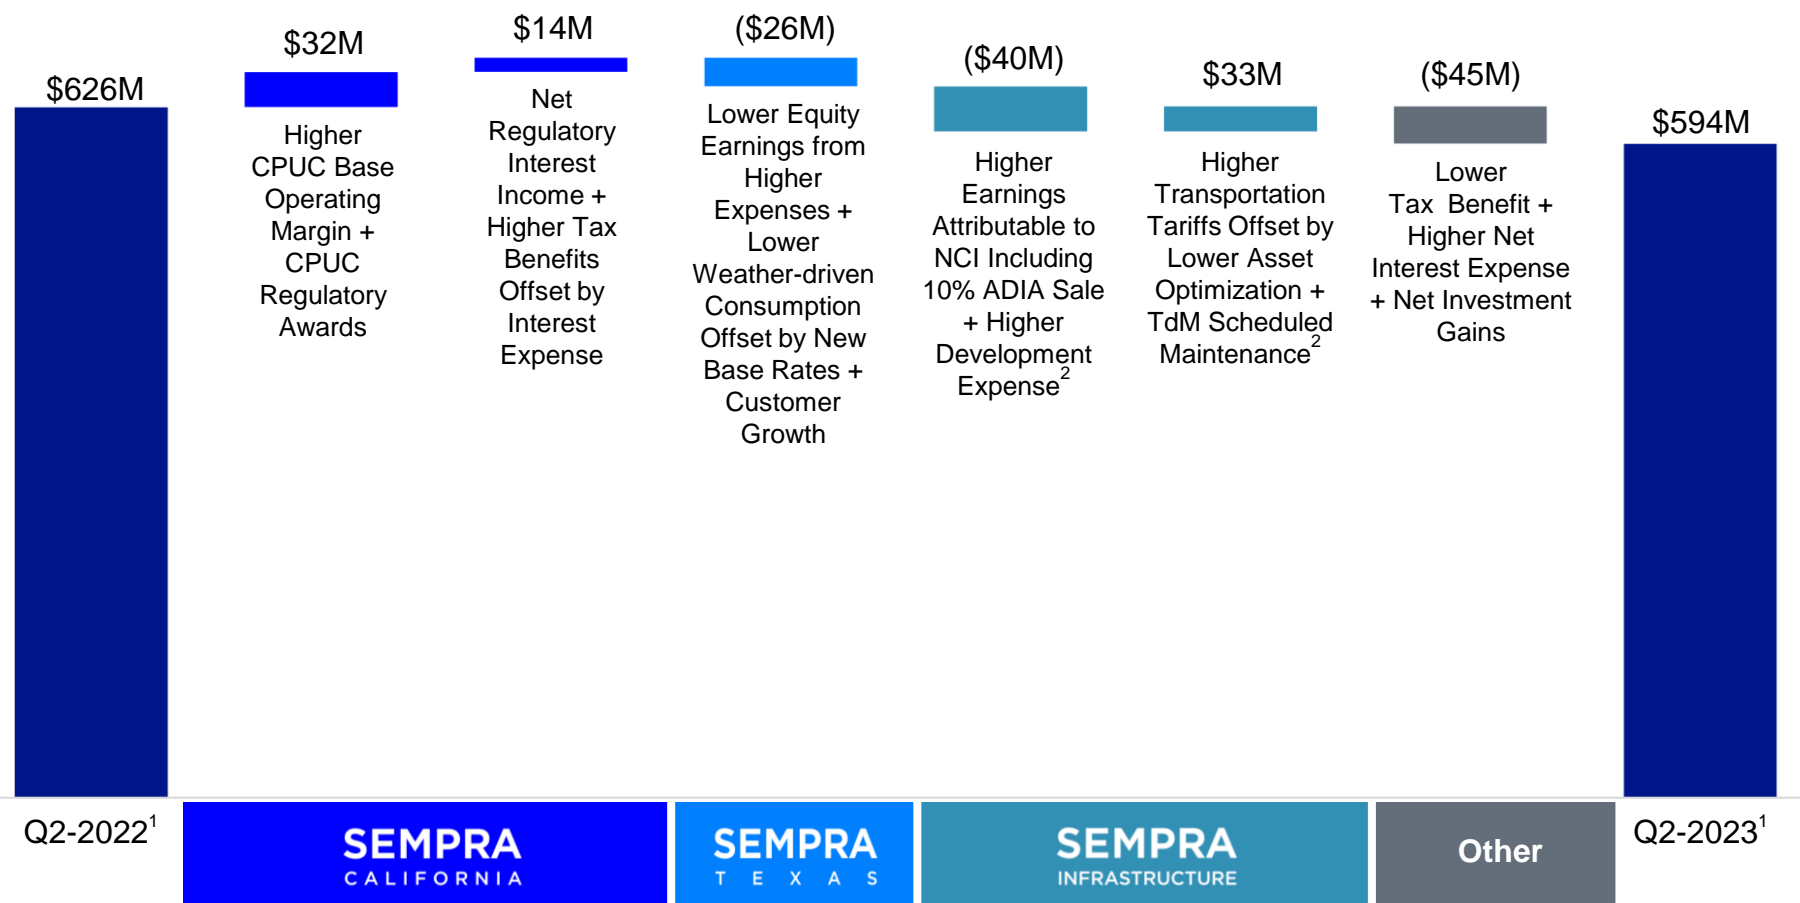 $626M
$32M
Higher
CPUC Base
Operating
Margin +
CPUC
Regulatory
Awards
$14M
Net
Regulatory
Interest
Income +
Higher Tax
Benefits
Offset by
Interest
Expense
($26M)
Lower Equity
Earnings from
Higher
Expenses +
Lower
Weather-driven
Consumption
Offset by New
Base Rates +
Customer
Growth
($40M)
Higher
Earnings
Attributable to
NCI Including
10% ADIA Sale
+ Higher
Development
Expense²
$33M
Higher
Transportation
Tariffs Offset by
Lower Asset
Optimization +
TdM Scheduled
Maintenance²
($45M)
Lower
Tax  Benefit +
Higher Net
Interest Expense
+ Net Investment
Gains
$594M
Q2-2022¹
SEMPRA
CALIFORNIA
SEMPRA
TEXAS
SEMPRA
INFRASTRUCTURE
Other
Q2-2023¹